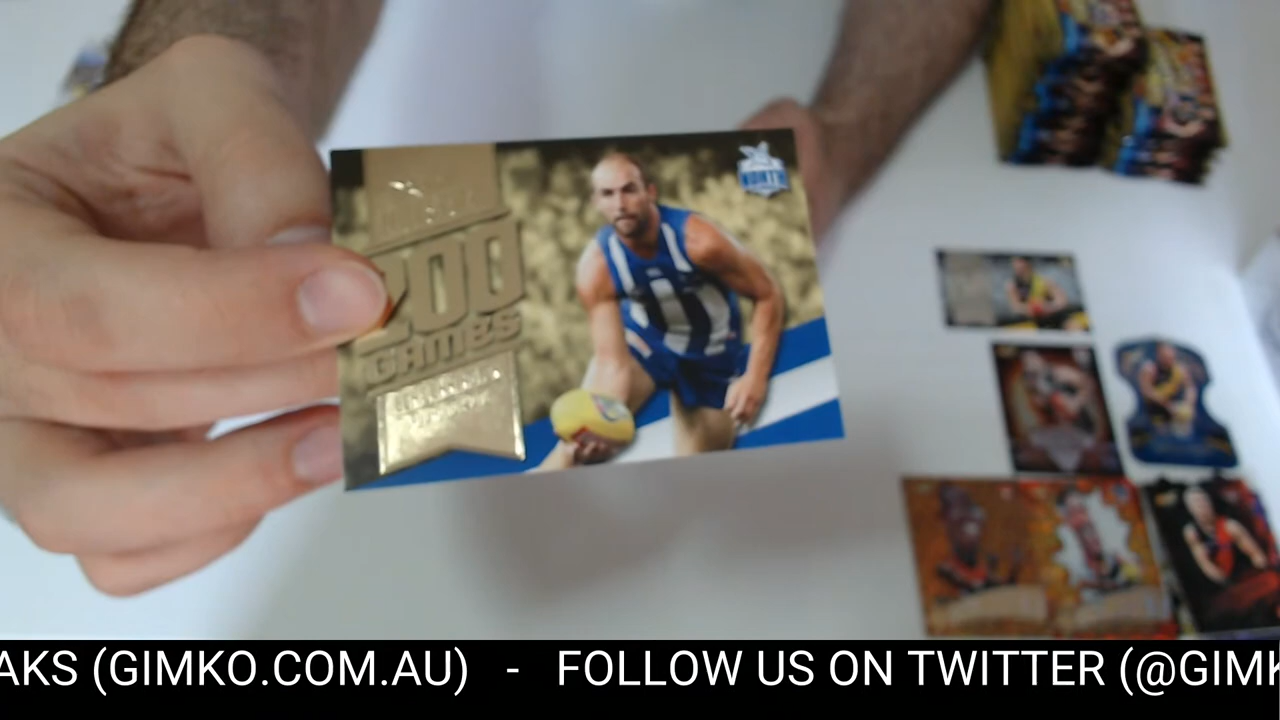 200
GAMES
NORTH
AKS (GIMKO.COM.AU) - FOLLOW US ON TWITTER (@GIMK